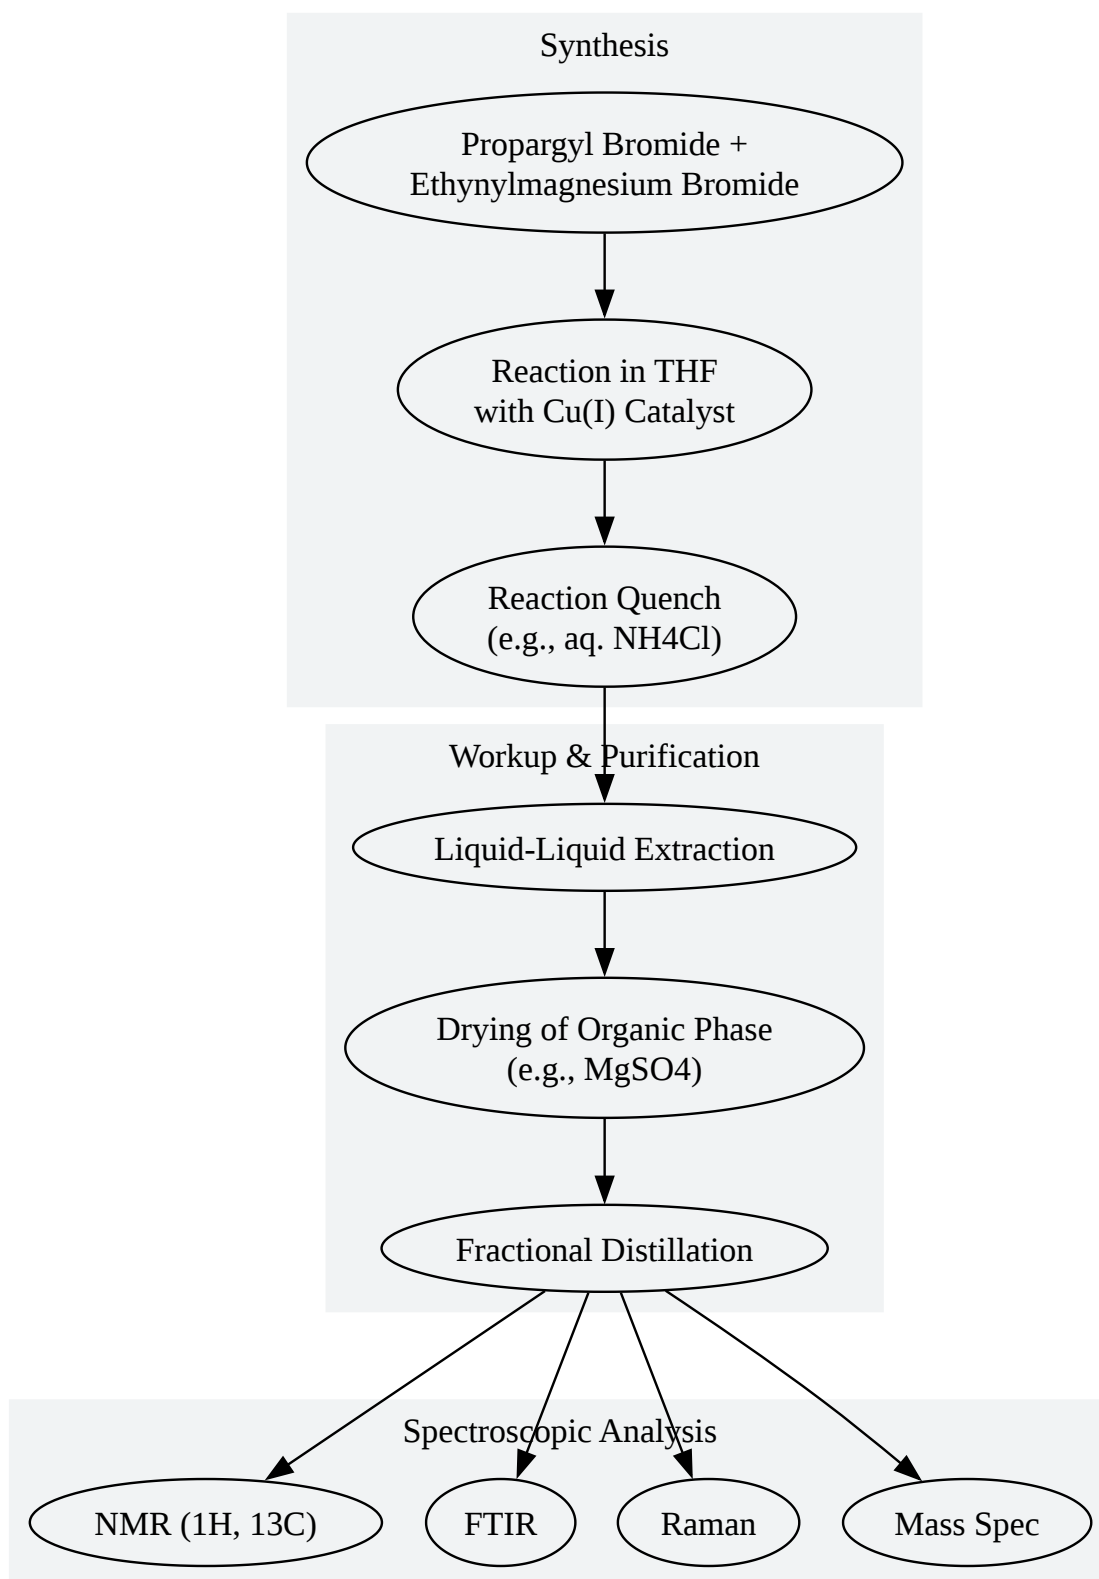 Synthesis
Propargyl Bromide +
Ethynylmagnesium Bromide
Reaction in THF
with Cu(I) Catalyst
Reaction Quench
(e.g., aq. NH4Cl)
Workup & Purification
Liquid-Liquid Extraction
Drying of Organic Phase
(e.g., MgSO4)
Fractional Distillation
Spectroscopic Analysis
NMR (1H, 13C)
FTIR
Raman
Mass Spec